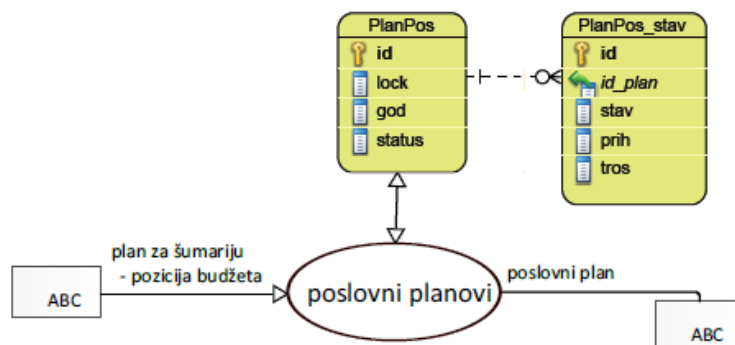 PlanPos
id
lock
god
status
PlanPos_stav
id
id_plan
stav
prih
tros
plan za šumariju
- pozicija budžeta
ABC
poslovni planovi
poslovni plan
ABC